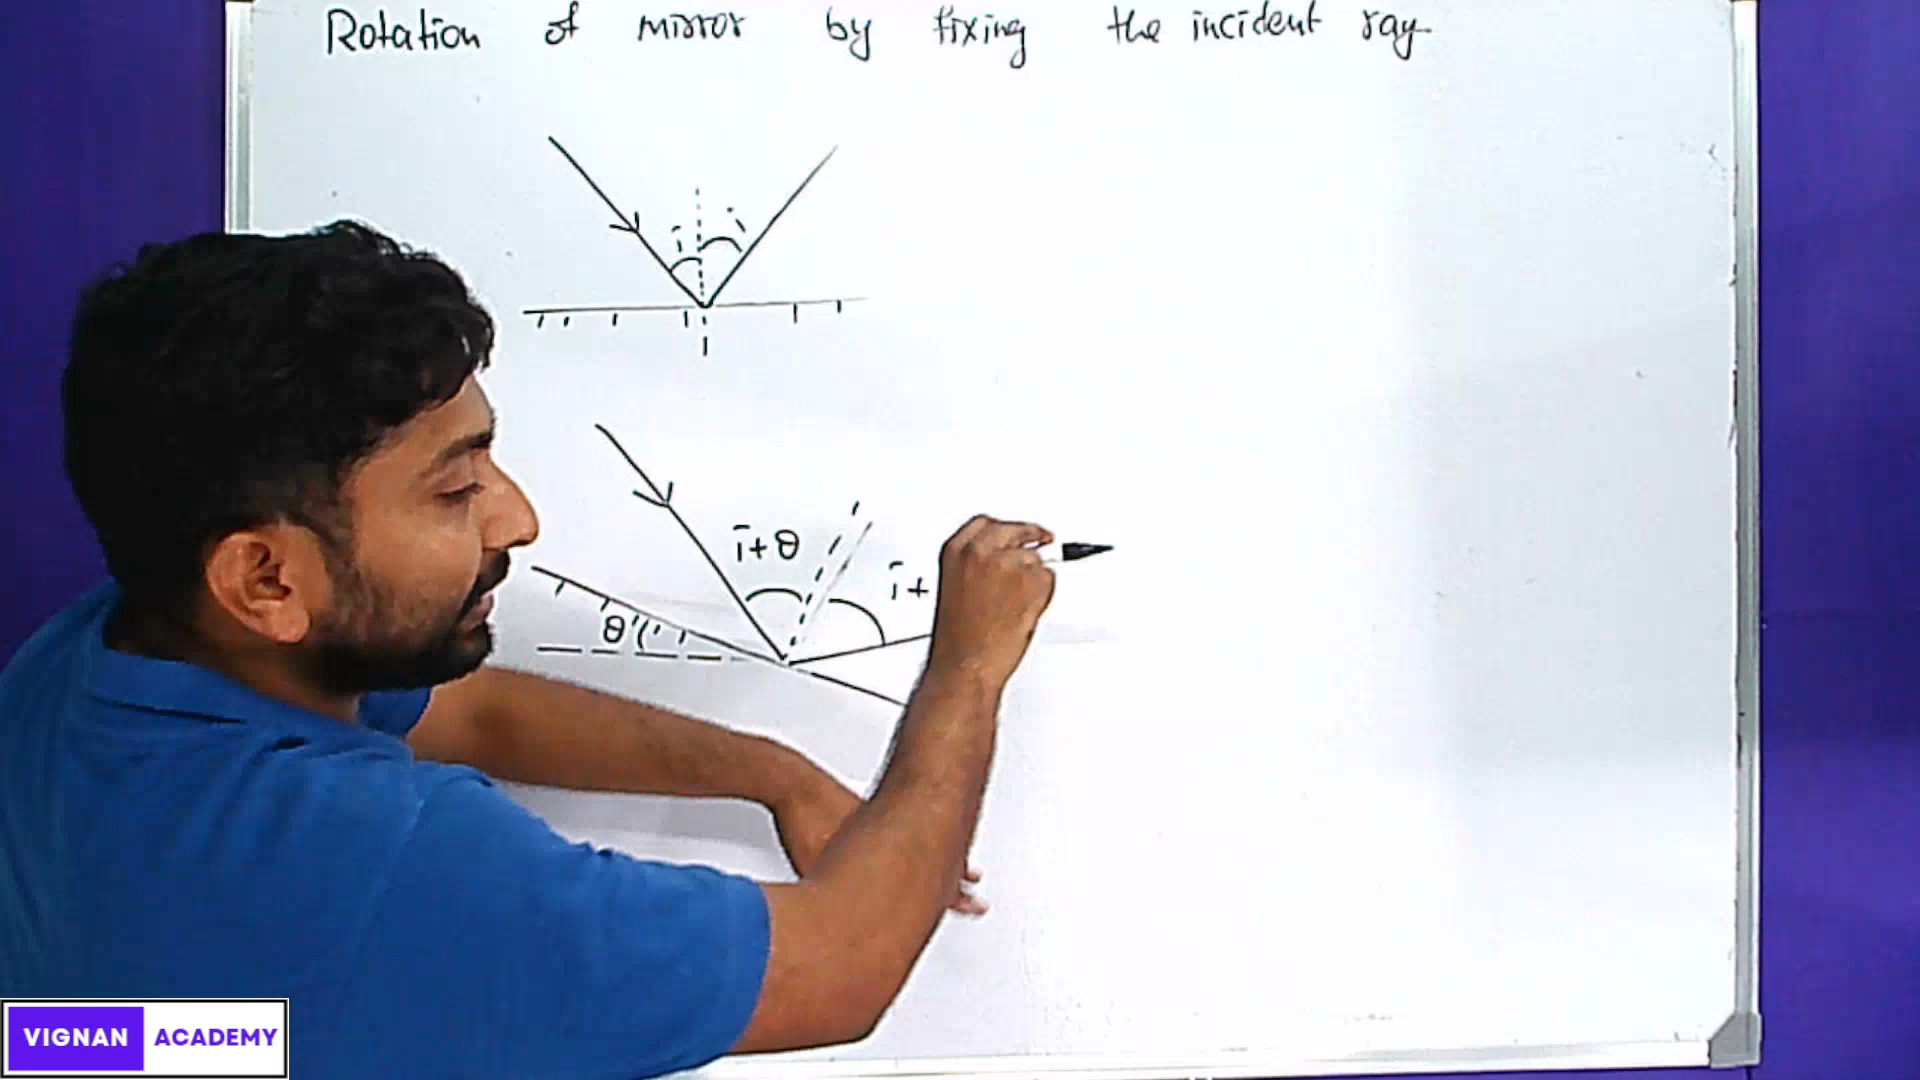 Rotation of mirror by fixing the incident ray
i i
i+θ
i+
θ
VIGNAN ACADEMY